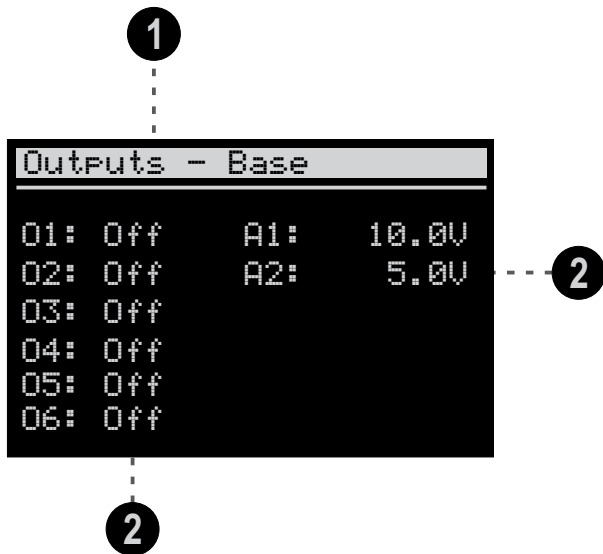 1
Outputs - Base
O1: Off A1: 10.0V
O2: Off A2: 5.0V
2
O3: Off
O4: Off
O5: Off
O6: Off
2